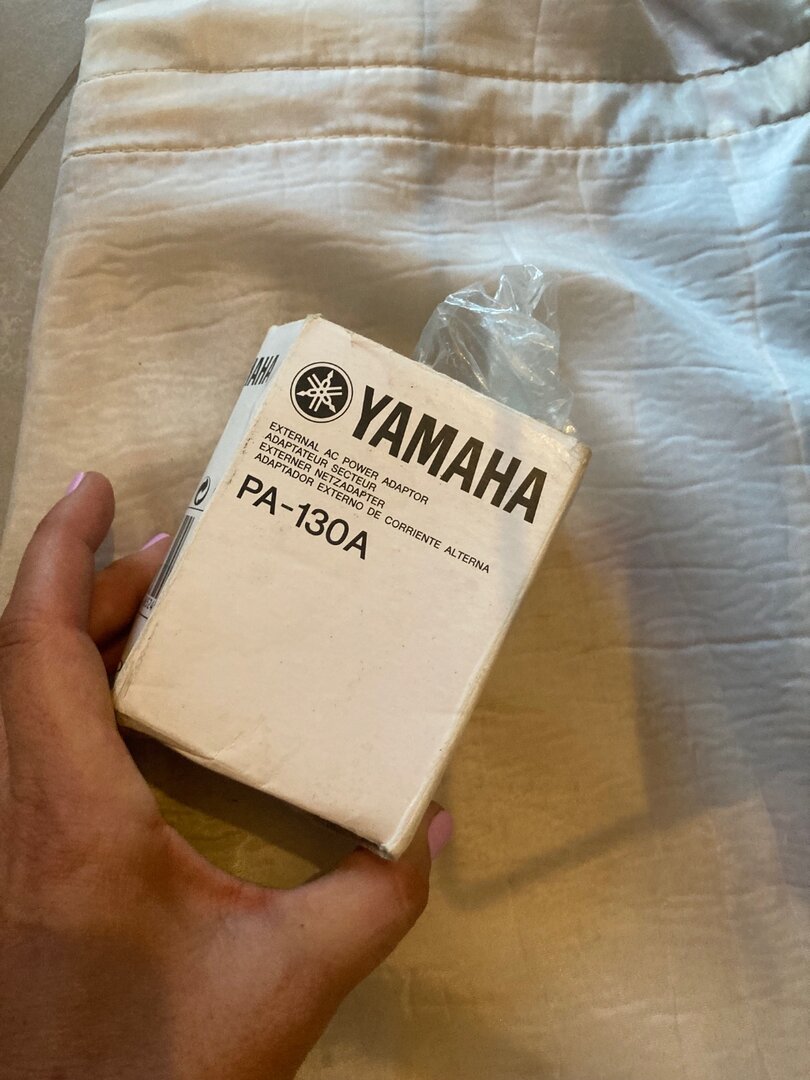 YAMAHA
EXTERNAL AC POWER ADAPTOR
ADAPTATEUR SECTEUR
EXTERNER NETZADAPTER
ADAPTADOR EXTERNO DE CORRIENTE ALTERNA
PA-130A